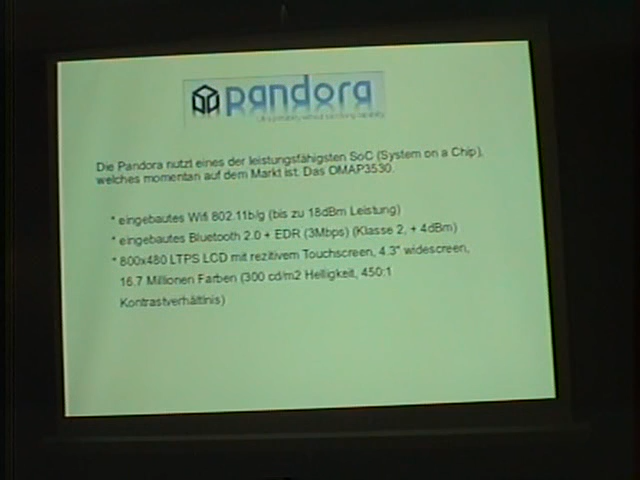 pandora
Die Pandora nutzt eines der leistungsfähigsten SoC (System on a Chip),
welches momentan auf dem Markt ist. Das OMAP3530.
* eingebautes Wifi 802.11b/g (bis zu 18dBm Leistung)
* eingebautes Bluetooth 2.0 + EDR (3Mbps) (Klasse 2, + 4dBm)
* 800x480 LTPS LCD mit rezitivem Touchscreen, 4.3" widescreen,
16.7 Millionen Farben (300 cd/m2 Helligkeit, 450:1
Kontrastverhältnis)